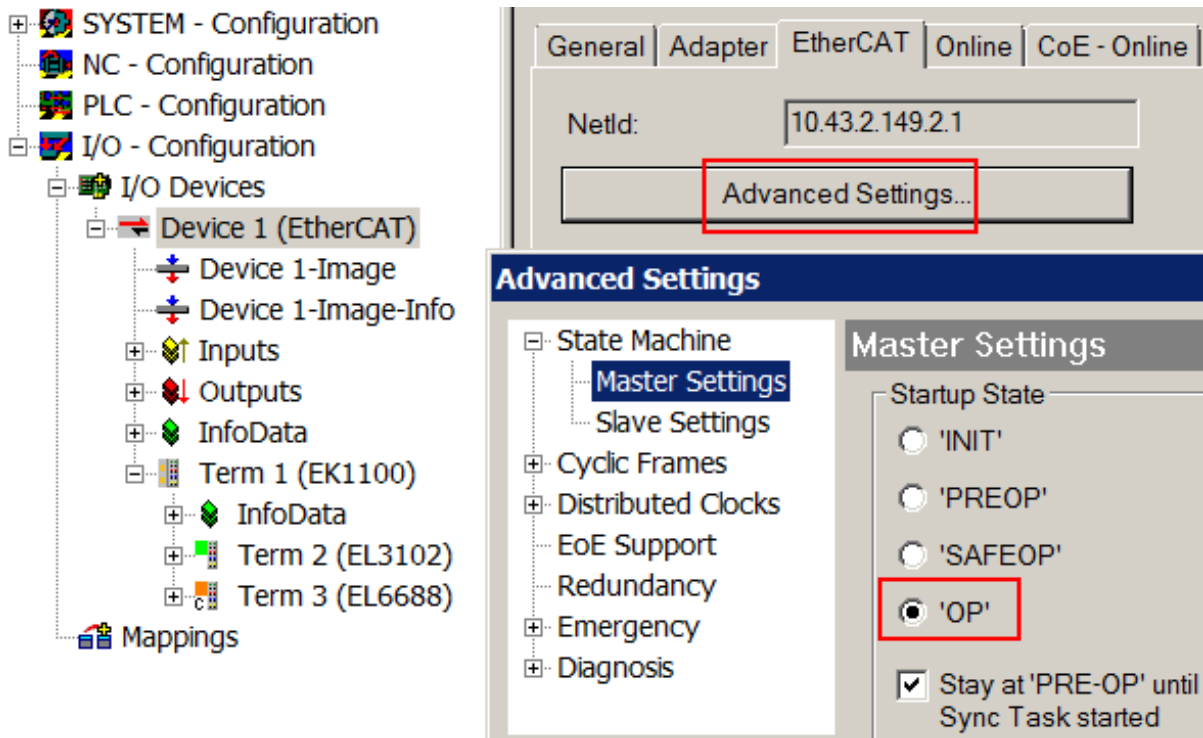 SYSTEM - Configuration
NC - Configuration
PLC - Configuration
I/O - Configuration
I/O Devices
Device 1 (EtherCAT)
Device 1-Image
Device 1-Image-Info
Inputs
Outputs
InfoData
Term 1 (EK1100)
InfoData
Term 2 (EL3102)
Term 3 (EL6688)
Mappings
General
Adapter
EtherCAT
Online
CoE - Online
NetId:
10.43.2.149.2.1
Advanced Settings...
Advanced Settings
State Machine
Master Settings
Slave Settings
Cyclic Frames
Distributed Clocks
EoE Support
Redundancy
Emergency
Diagnosis
Master Settings
Startup State
'INIT'
'PREOP'
'SAFEOP'
'OP'
Stay at 'PRE-OP' until
Sync Task started